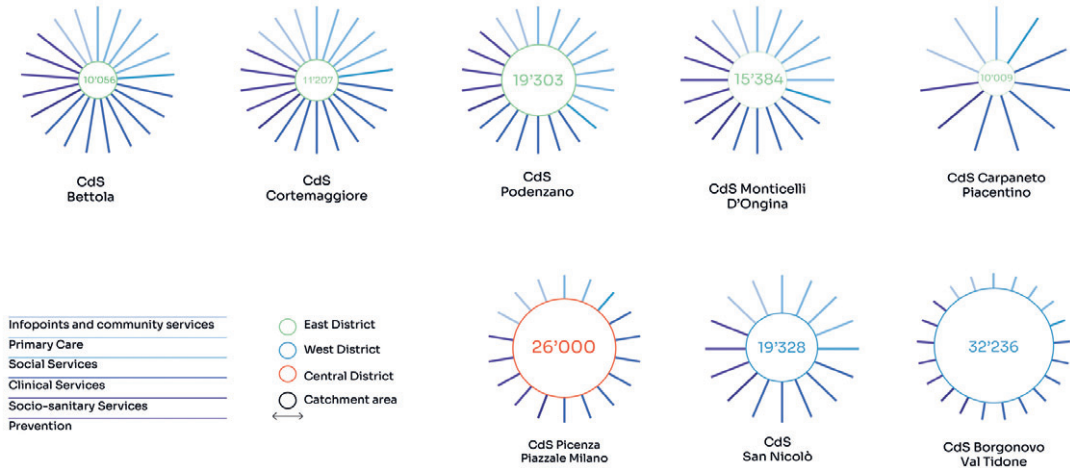 10'056
11'207
19'303
15'384
10'009
CdS
Bettola
CdS
Cortemaggiore
CdS
Podenzano
CdS Monticelli
D'Ongina
CdS Carpaneto
Piacentino
Infopoints and community services
Primary Care
Social Services
Clinical Services
Socio-sanitary Services
Prevention
East District
West District
Central District
Catchment area
26'000
19'328
32'236
CdS Picenza
Piazzale Milano
CdS
San Nicolò
CdS Borgonovo
Val Tidone